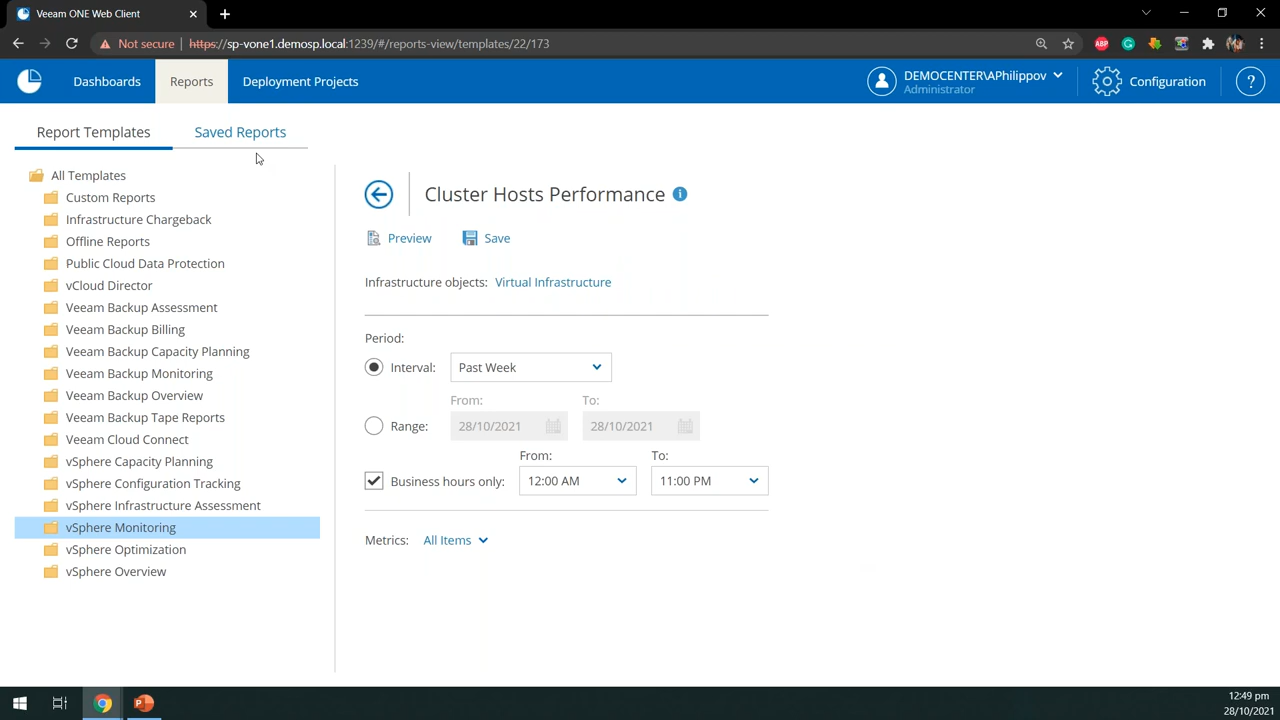 Veeam ONE Web Client
Not secure | https://sp-vone1.demosp.local:1239/#/reports-view/templates/22/173
ABP
Dashboards
Reports
Deployment Projects
DEMOCENTER\APhilippov
Administrator
Configuration
?
Report Templates
Saved Reports
All Templates
Custom Reports
Infrastructure Chargeback
Offline Reports
Public Cloud Data Protection
vCloud Director
Veeam Backup Assessment
Veeam Backup Billing
Veeam Backup Capacity Planning
Veeam Backup Monitoring
Veeam Backup Overview
Veeam Backup Tape Reports
Veeam Cloud Connect
vSphere Capacity Planning
vSphere Configuration Tracking
vSphere Infrastructure Assessment
vSphere Monitoring
vSphere Optimization
vSphere Overview
Cluster Hosts Performance
Preview
Save
Infrastructure objects: Virtual Infrastructure
Period:
Interval: Past Week
From: To:
Range: 28/10/2021 28/10/2021
From: To:
Business hours only: 12:00 AM 11:00 PM
Metrics: All Items
12:49 pm
28/10/2021